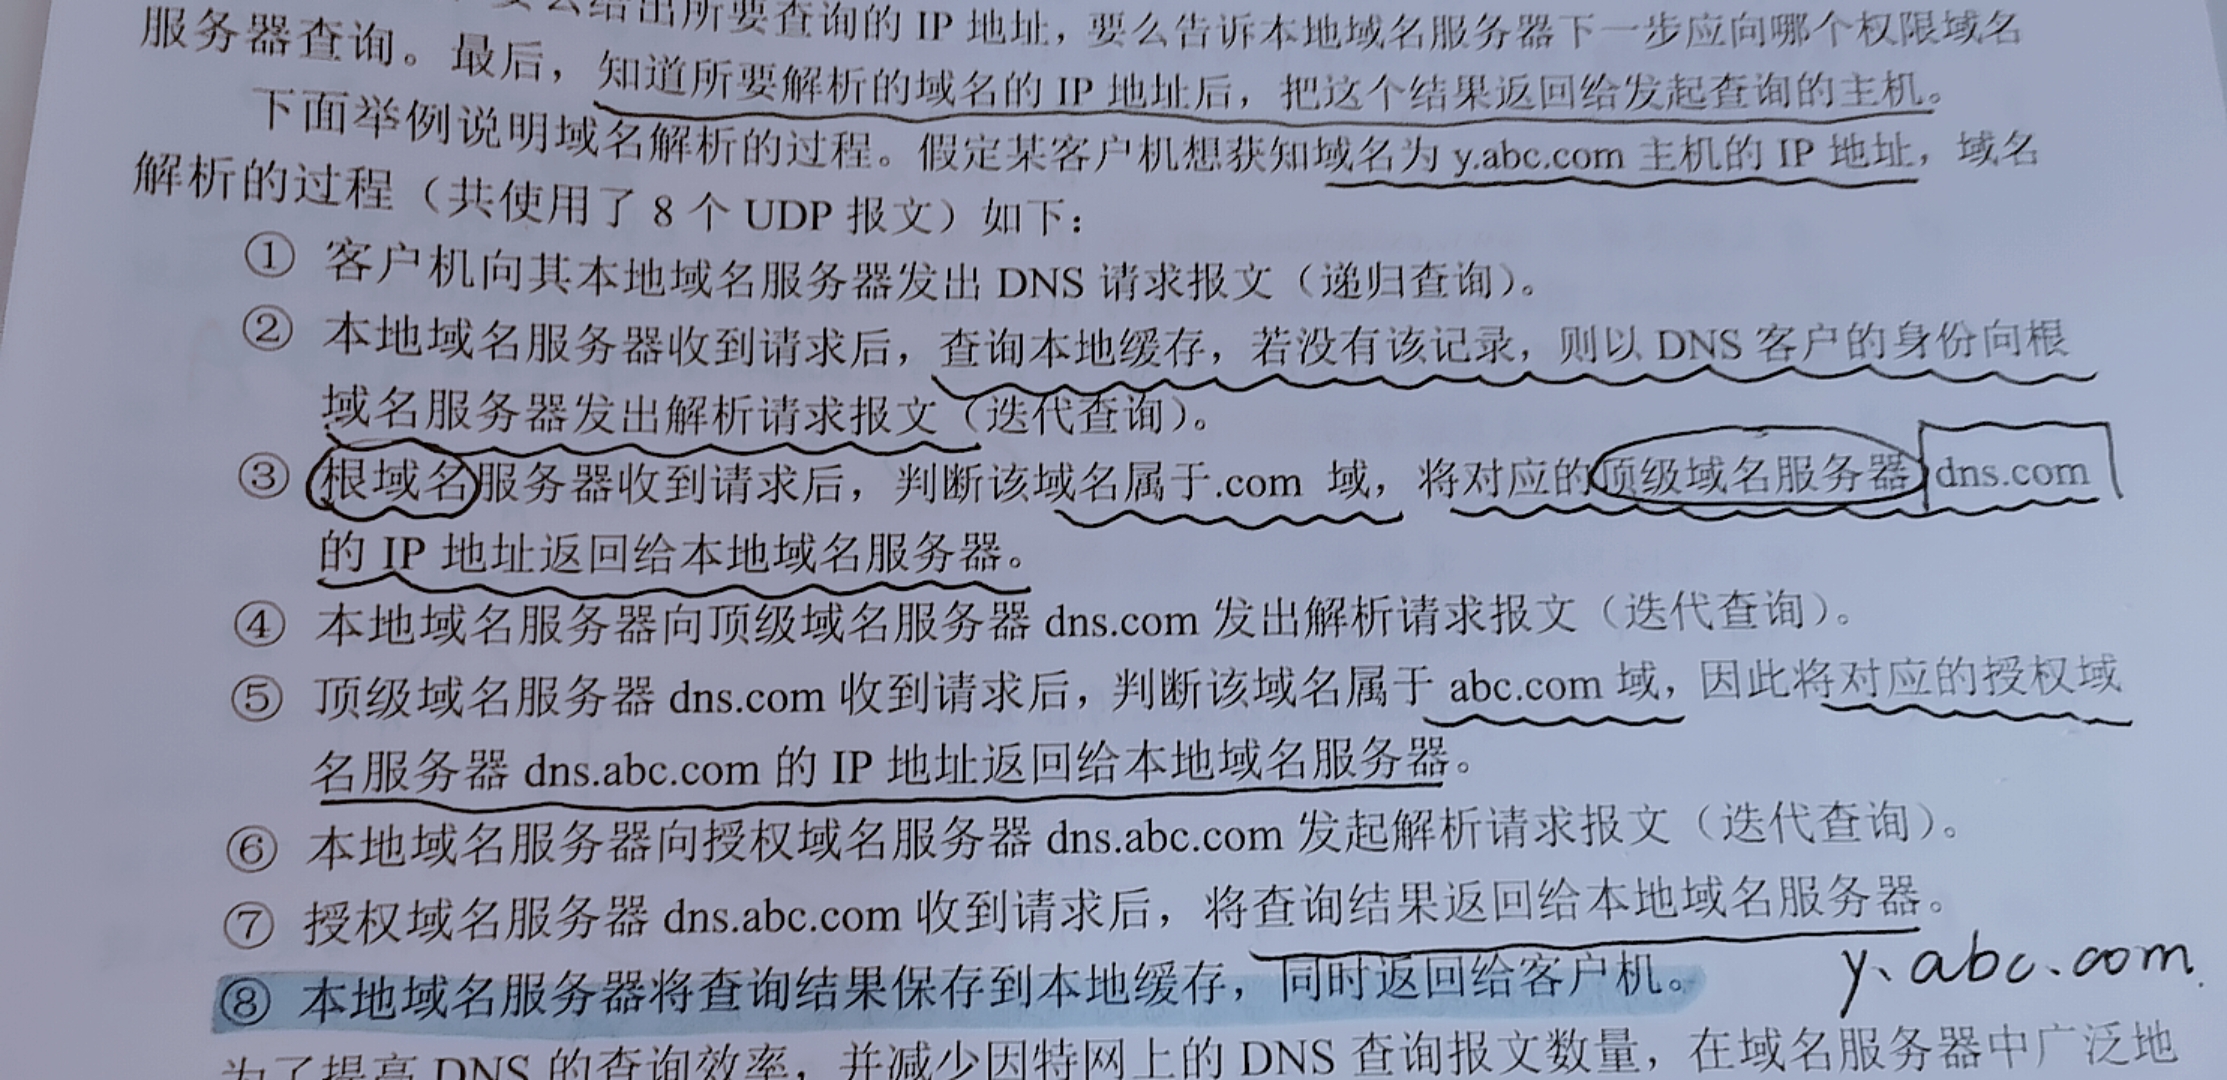 要么给出所要查询的 IP 地址，要么告诉本地域名服务器下一步应向哪个权限域名
服务器查询。最后，知道所要解析的域名的 IP 地址后，把这个结果返回给发起查询的主机。
下面举例说明域名解析的过程。假定某客户机想获知域名为 y.abc.com 主机的 IP 地址，域名
解析的过程（共使用了 8 个 UDP 报文）如下：
① 客户机向其本地域名服务器发出 DNS 请求报文（递归查询）。
② 本地域名服务器收到请求后，查询本地缓存，若没有该记录，则以 DNS 客户的身份向根
域名服务器发出解析请求报文（迭代查询）。
③ 根域名服务器收到请求后，判断该域名属于.com 域，将对应的顶级域名服务器 dns.com
的 IP 地址返回给本地域名服务器。
④ 本地域名服务器向顶级域名服务器 dns.com 发出解析请求报文（迭代查询）。
⑤ 顶级域名服务器 dns.com 收到请求后，判断该域名属于 abc.com 域，因此将对应的授权域
名服务器 dns.abc.com 的 IP 地址返回给本地域名服务器。
⑥ 本地域名服务器向授权域名服务器 dns.abc.com 发起解析请求报文（迭代查询）。
⑦ 授权域名服务器 dns.abc.com 收到请求后，将查询结果返回给本地域名服务器。
⑧ 本地域名服务器将查询结果保存到本地缓存，同时返回给客户机。
y、abc.com.
为了提高 DNS 的查询效率，并减少因特网上的 DNS 查询报文数量，在域名服务器中广泛地